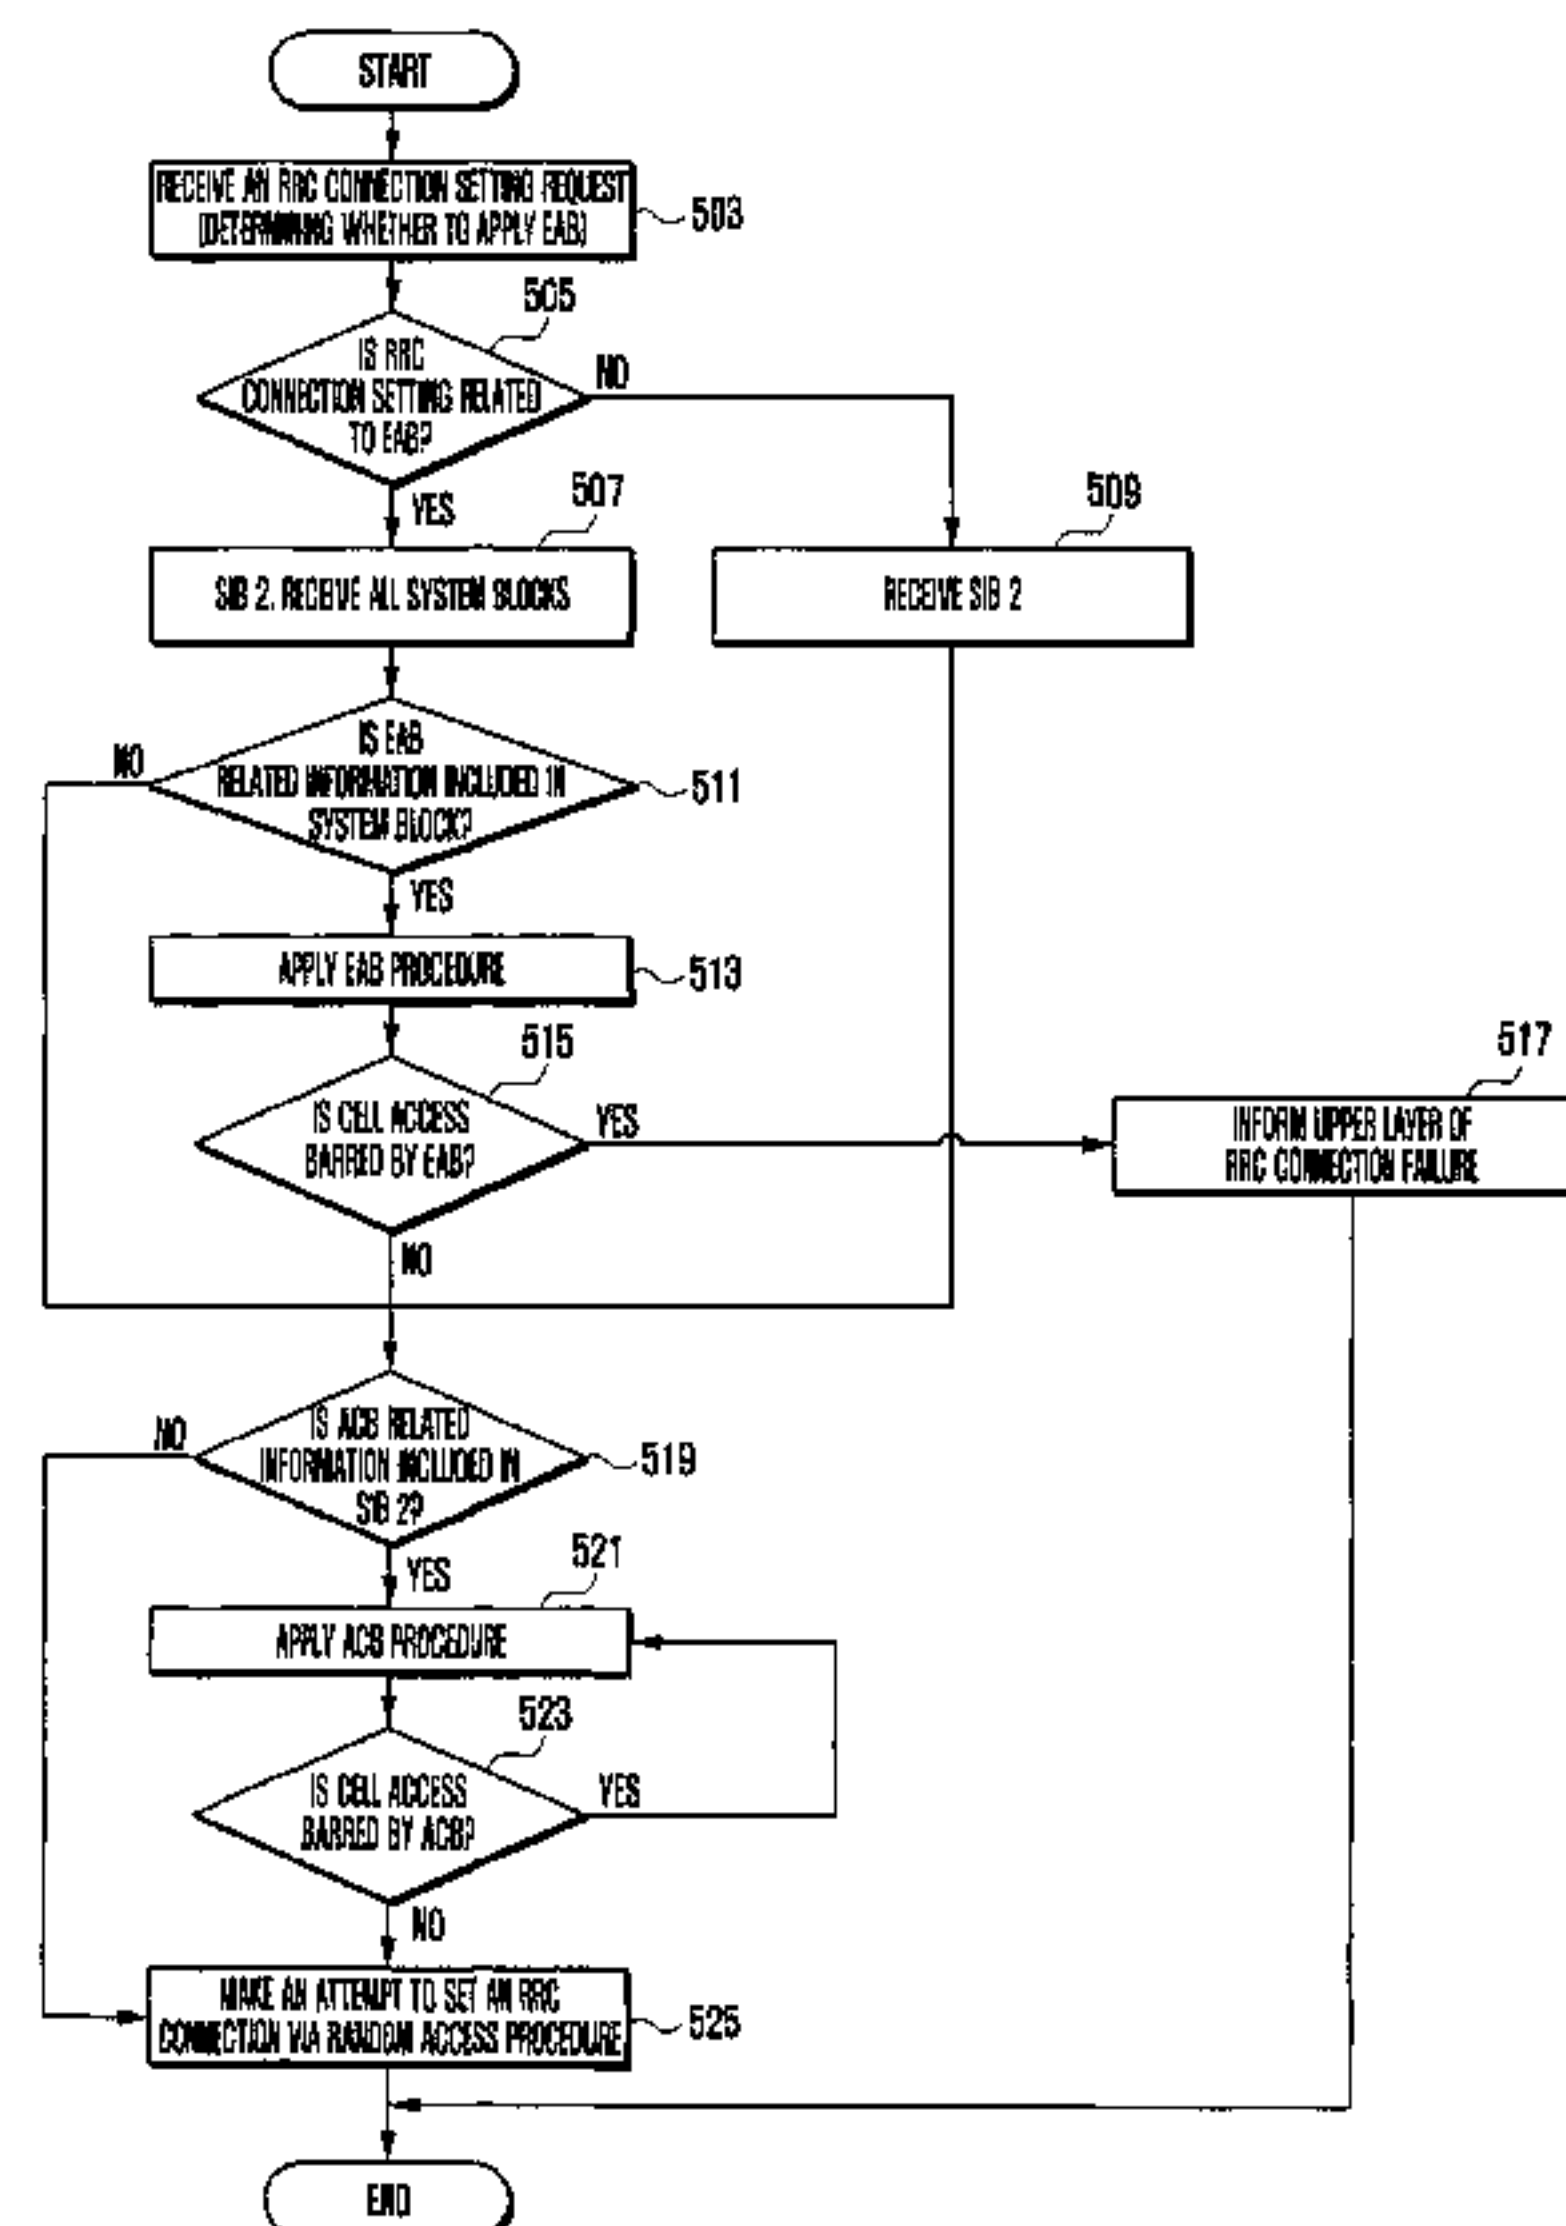 START
RECEIVE AN RRC CONNECTION SETTING REQUEST
(DETERMINING WHETHER TO APPLY EAB)
503
505
IS RRC
CONNECTION SETTING RELATED
TO EAB?
NO
YES
507
509
SIB 2. RECEIVE ALL SYSTEM BLOCKS
RECEIVE SIB 2
IS EAB
RELATED INFORMATION INCLUDED IN
SYSTEM BLOCK?
NO
511
YES
APPLY EAB PROCEDURE
513
515
517
IS CELL ACCESS
BARRED BY EAB?
YES
INFORM UPPER LAYER OF
RRC CONNECTION FAILURE
NO
IS ACB RELATED
INFORMATION INCLUDED IN
SIB 2?
NO
519
YES
521
APPLY ACB PROCEDURE
523
IS CELL ACCESS
BARRED BY ACB?
YES
NO
MAKE AN ATTEMPT TO SET AN RRC
CONNECTION VIA RANDOM ACCESS PROCEDURE
525
END